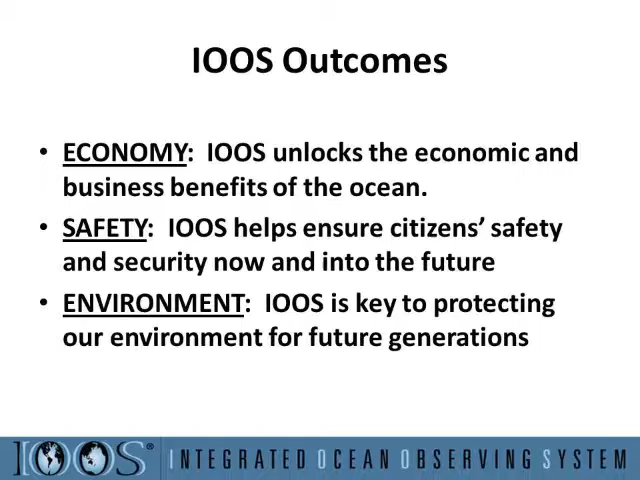 IOOS Outcomes
• ECONOMY:  IOOS unlocks the economic and
business benefits of the ocean.
• SAFETY:  IOOS helps ensure citizens’ safety
and security now and into the future
• ENVIRONMENT:  IOOS is key to protecting
our environment for future generations
IOOS® INTEGRATED OCEAN OBSERVING SYSTEM